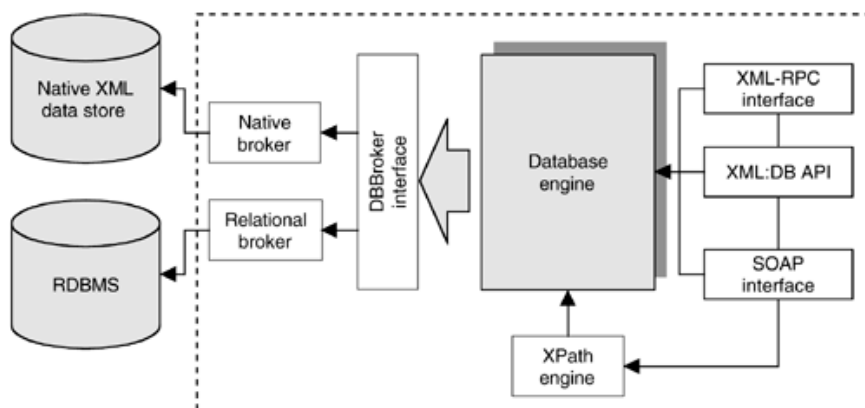 Native XML
data store
RDBMS
Native
broker
Relational
broker
DBBroker
interface
Database
engine
XPath
engine
XML-RPC
interface
XML:DB API
SOAP
interface